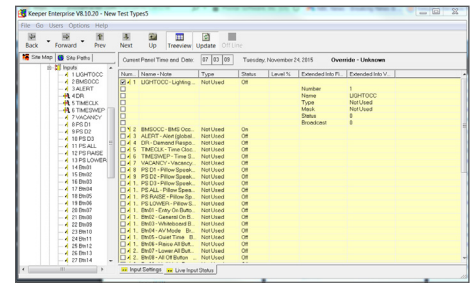 Keeper Enterprise V8.10.20 - New Test Types5
File Go Users Options Help
Back Forward Prev Next Up Treeview Update Off Line
Site Map Site Paths
Current Panel Time and Date: 07 03 09 Tuesday, November 24, 2015 Override - Unknown
Inputs
1 LIGHTOCC
2 BMSOCC
3 ALERT
4 DR
5 TIMECLK
6 TIMESWEP
7 VACANCY
8 PS D1
9 PS D2
10 PS D3
11 PS ALL
12 PS RAISE
13 PS LOWER
14 Btn01
15 Btn02
16 Btn03
17 Btn04
18 Btn05
19 Btn06
20 Btn07
21 Btn08
22 Btn09
23 Btn10
24 Btn11
25 Btn12
26 Btn13
27 Btn14
Num... Name - Note Type Status Level % Extended Info Fi... Extended Info V...
1 LIGHTOCC - Lighting ... Not Used Off
Number 1
Name LIGHTOCC
Type Not Used
Mask Not Used
Status 0
Broadcast 0
2 BMSOCC - BMS Occ... Not Used On
3 ALERT - Alert (global... Not Used Off
4 DR - Demand Respo... Not Used Off
5 TIMECLK - Time Cloc... Not Used Off
6 TIMESWEP - Time S... Not Used Off
7 VACANCY - Vacancy... Not Used Off
8 PS D1 - Pillow Speak... Not Used Off
9 PS D2 - Pillow Speak... Not Used Off
1.. PS D3 - Pillow Speak... Not Used Off
1.. PS ALL - Pillow Spea... Not Used Off
1.. PS RAISE - Pillow Sp... Not Used Off
1.. PS LOWER - Pillow S... Not Used Off
1.. Btn01 - Entry On Butto... Not Used Off
1.. Btn02 - General On B... Not Used Off
1.. Btn03 - Whiteboard B... Not Used Off
1.. Btn04 - AV Mode Bt... Not Used Off
1.. Btn05 - Quiet Time B... Not Used Off
1.. Btn06 - Raise All Butt... Not Used Off
2.. Btn07 - Lower All But... Not Used Off
2.. Btn08 - All Off Button ... Not Used Off
Input Settings Live Input Status